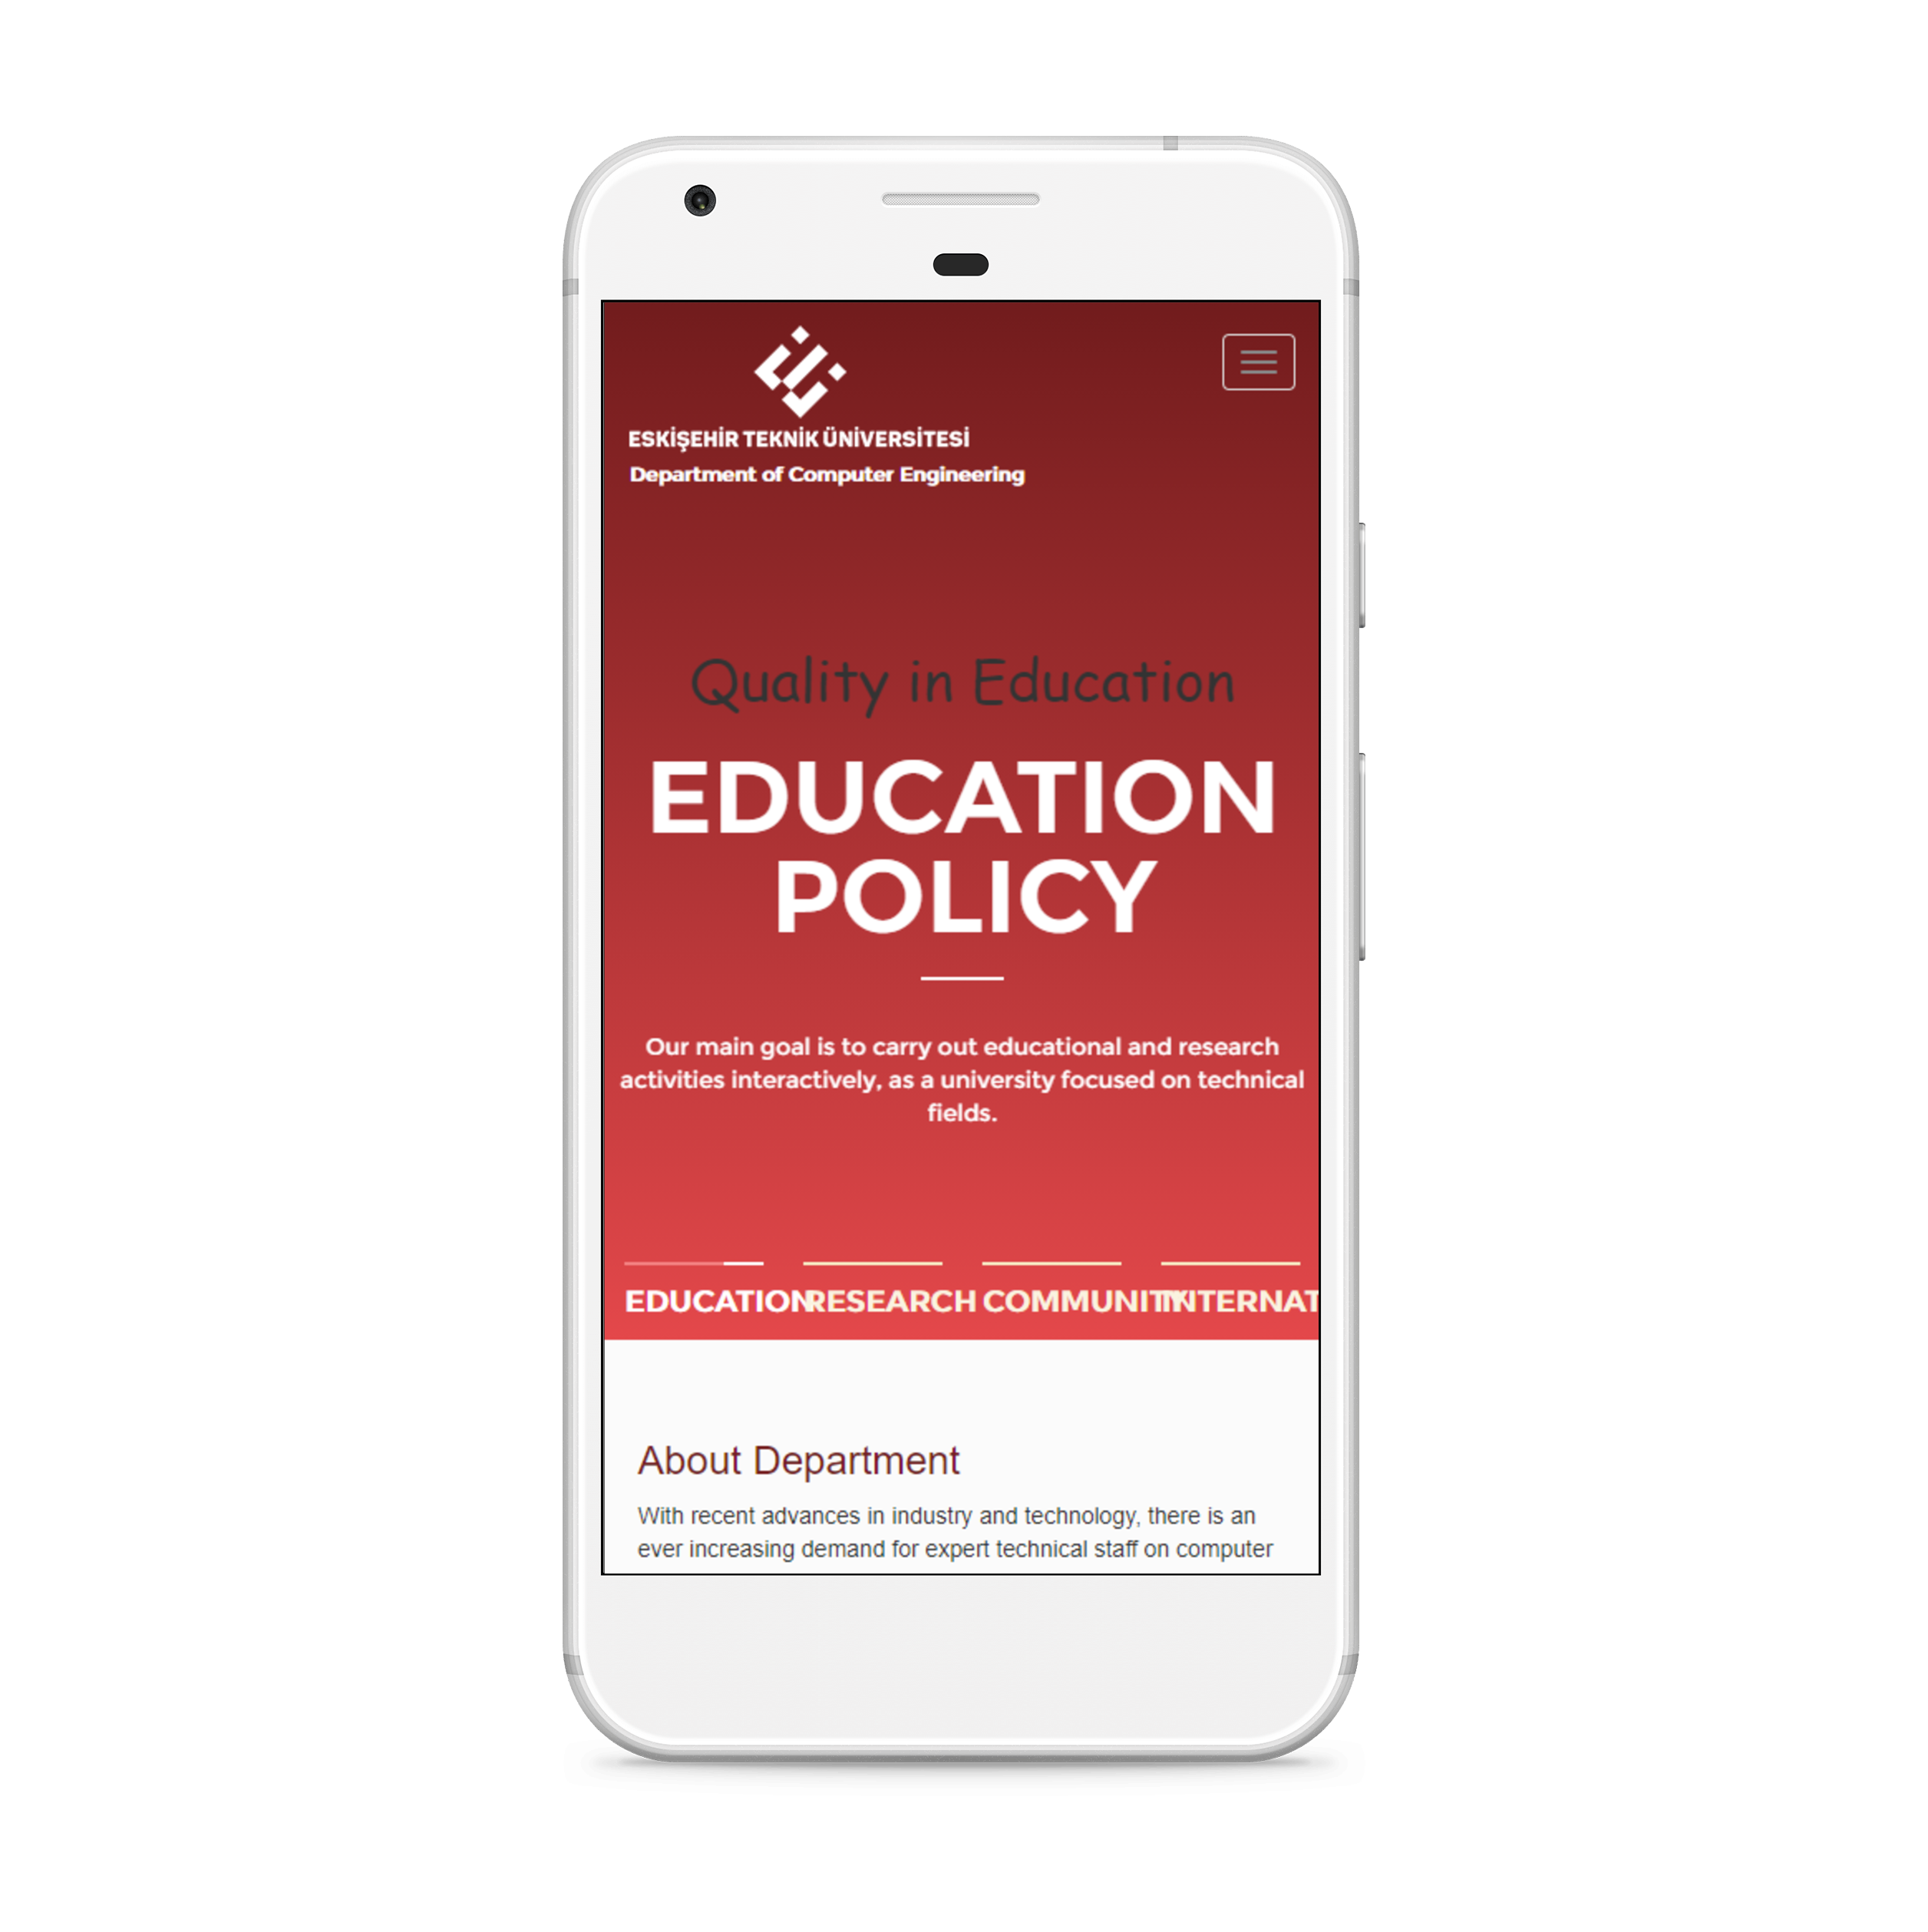 ESKİŞEHİR TEKNİK ÜNİVERSİTESİ
Department of Computer Engineering
Quality in Education
EDUCATION
POLICY
Our main goal is to carry out educational and research
activities interactively, as a university focused on technical
fields.
EDUCATION RESEARCH COMMUNITY INTERNAT
About Department
With recent advances in industry and technology, there is an
ever increasing demand for expert technical staff on computer